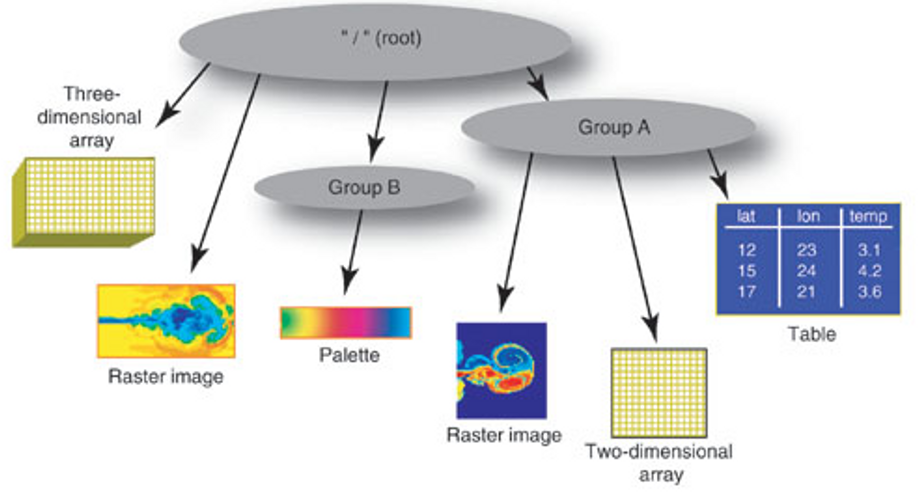 " / " (root)
Three-
dimensional
array
Group A
Group B
lat lon temp
12 23 3.1
15 24 4.2
17 21 3.6
Table
Palette
Raster image
Raster image
Two-dimensional
array